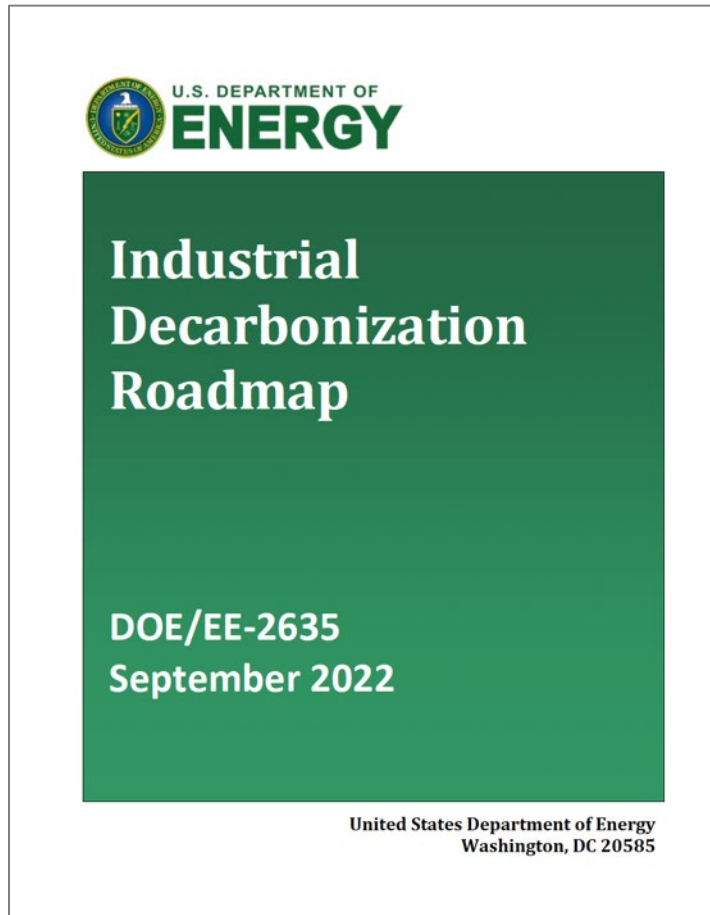 U.S. DEPARTMENT OF
ENERGY
Industrial
Decarbonization
Roadmap
DOE/EE-2635
September 2022
United States Department of Energy
Washington, DC 20585